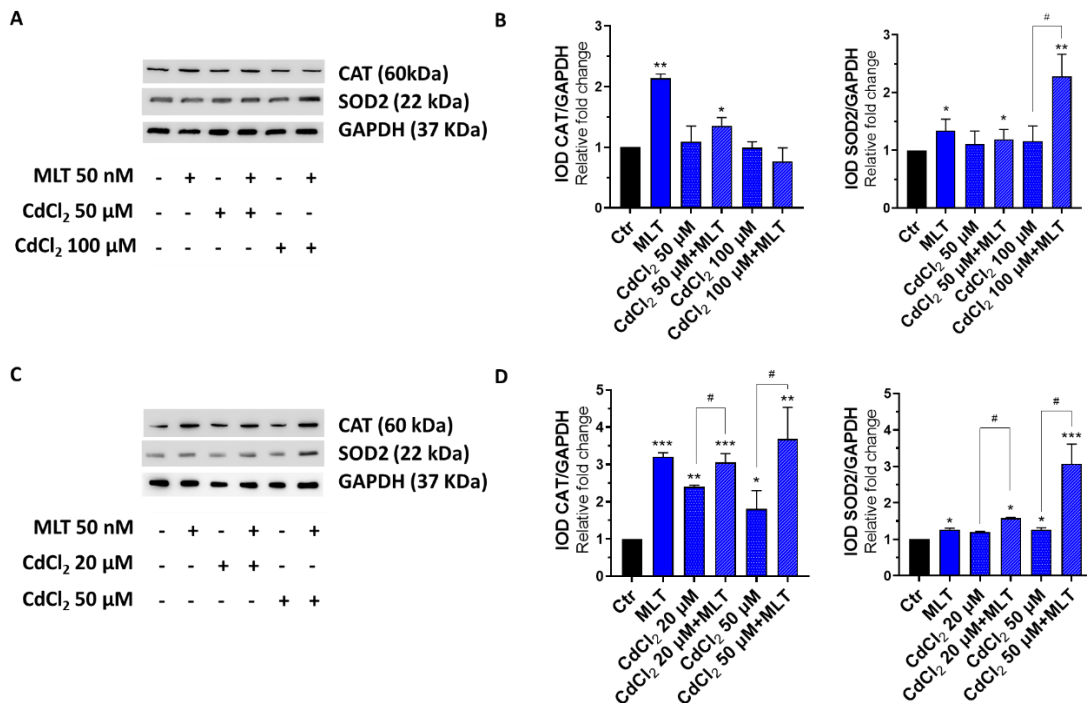 A
CAT (60kDa)
SOD2 (22 kDa)
GAPDH (37 KDa)
MLT 50 nM - + - + - +
CdCl₂ 50 µM - - + + - -
CdCl₂ 100 µM - - - - + +
B
IOD CAT/GAPDH
Relative fold change
3
2
1
0
** * 
Ctr
MLT
CdCl₂ 50 µM
CdCl₂ 50 µM+MLT
CdCl₂ 100 µM
CdCl₂ 100 µM+MLT
IOD SOD2/GAPDH
Relative fold change
3
2
1
0
#
* * **
Ctr
MLT
CdCl₂ 50 µM
CdCl₂ 50 µM+MLT
CdCl₂ 100 µM
CdCl₂ 100 µM+MLT
C
CAT (60 kDa)
SOD2 (22 kDa)
GAPDH (37 KDa)
MLT 50 nM - + - + - +
CdCl₂ 20 µM - - + + - -
CdCl₂ 50 µM - - - - + +
D
IOD CAT/GAPDH
Relative fold change
5
4
3
2
1
0
# #
*** ** *** * **
Ctr
MLT
CdCl₂ 20 µM
CdCl₂ 20 µM+MLT
CdCl₂ 50 µM
CdCl₂ 50 µM+MLT
IOD SOD2/GAPDH
Relative fold change
5
4
3
2
1
0
# #
* * * ***
Ctr
MLT
CdCl₂ 20 µM
CdCl₂ 20 µM+MLT
CdCl₂ 50 µM
CdCl₂ 50 µM+MLT